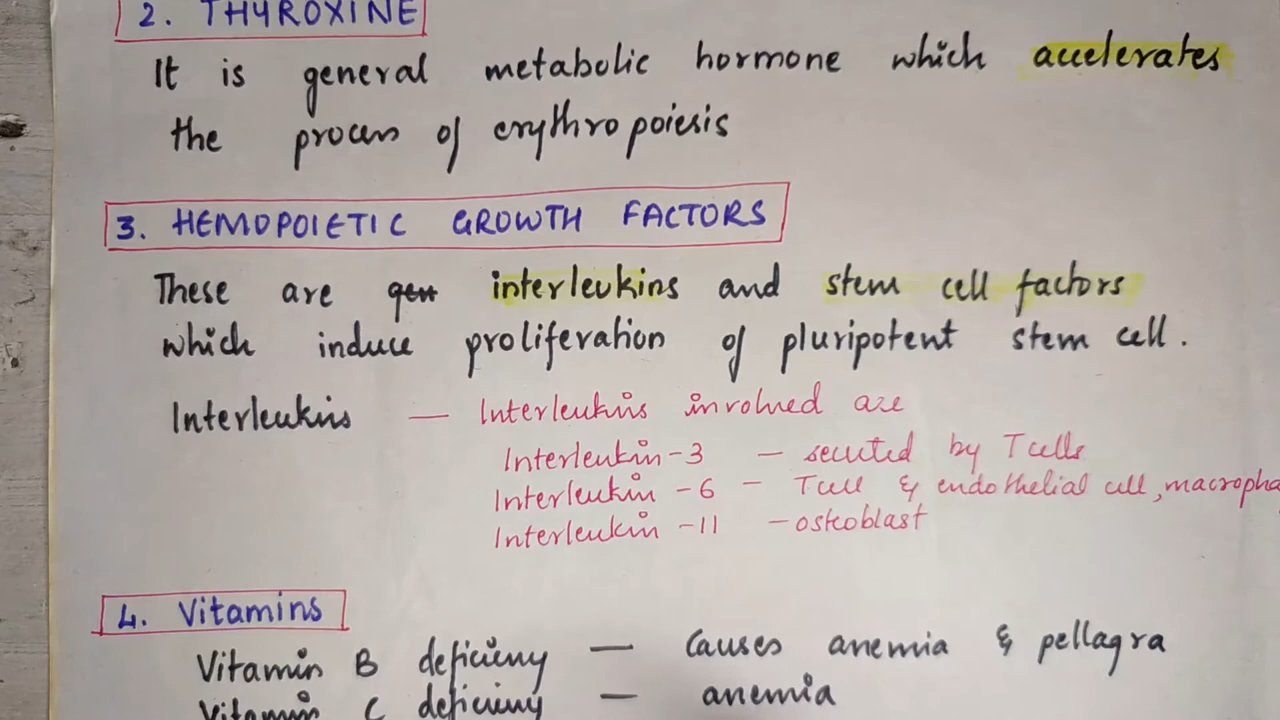 2. THYROXINE
It is general metabolic hormone which accelerates
the process of erythropoiesis
3. HEMOPOIETIC GROWTH FACTORS
These are gen interleukins and stem cell factors
which induce proliferation of pluripotent stem cell.
Interleukins — Interleukins involved are
Interleukin-3 — secreted by T cells
Interleukin -6 — T cell & endothelial cell, macropha
Interleukin -11 — osteoblast
4. Vitamins
Vitamin B deficieny — Causes anemia & pellagra
Vitamin C deficieny — anemia